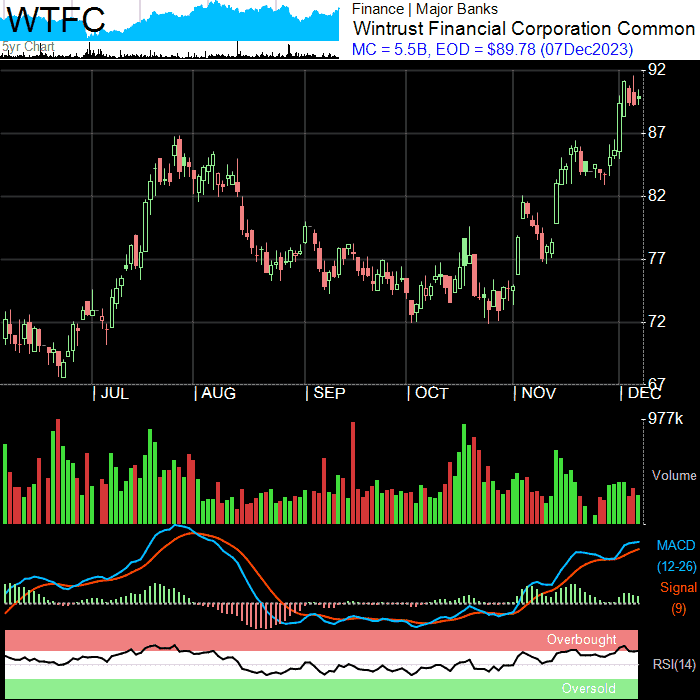 WTFC
5yr Chart
Finance | Major Banks
Wintrust Financial Corporation Common
MC = 5.5B, EOD = $89.78 (07Dec2023)
92
87
82
77
72
67
| JUL | AUG | SEP | OCT | NOV | DEC
977k
Volume
MACD
(12-26)
Signal
(9)
Overbought
RSI(14)
Oversold